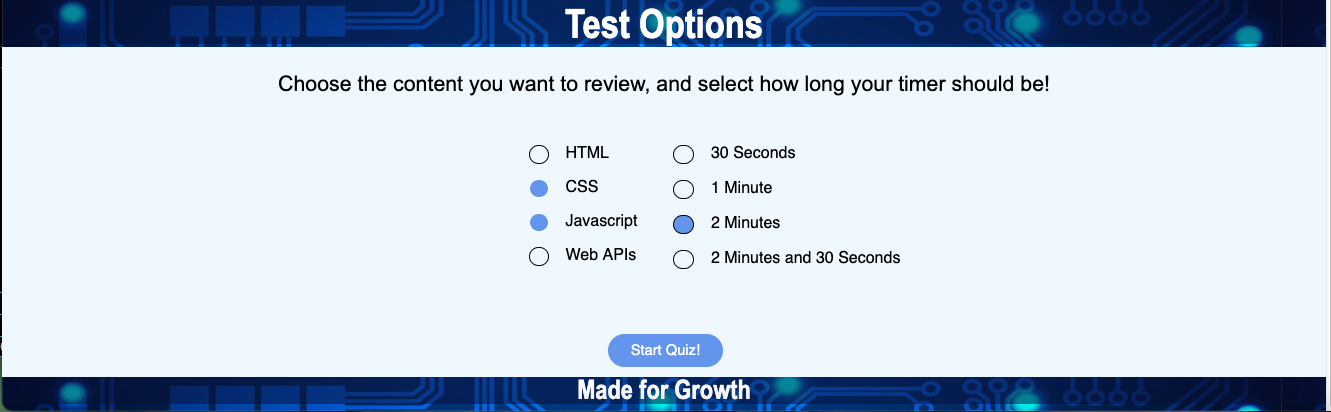 Test Options
Choose the content you want to review, and select how long your timer should be!
HTML
CSS
Javascript
Web APIs
30 Seconds
1 Minute
2 Minutes
2 Minutes and 30 Seconds
Start Quiz!
Made for Growth